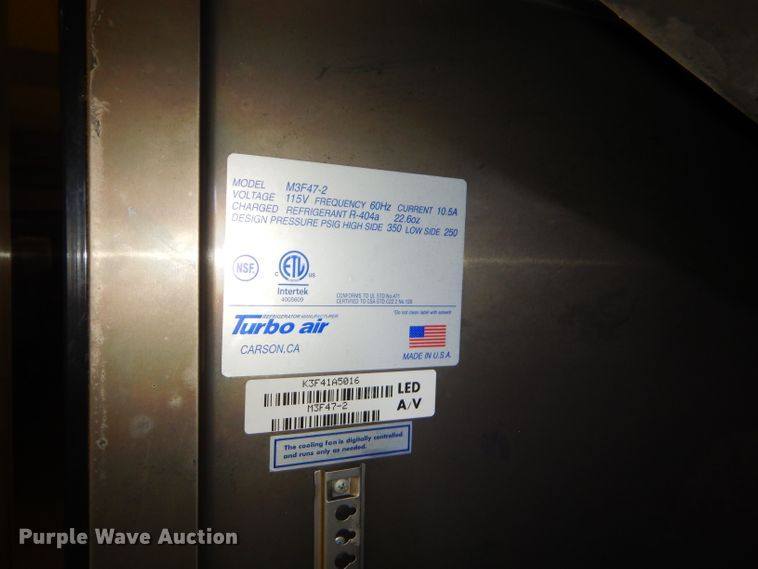 MODEL M3F47-2
VOLTAGE 115V FREQUENCY 60Hz CURRENT 10.5A
CHARGED REFRIGERANT R-404a 22.6oz
DESIGN PRESSURE PSIG HIGH SIDE 350 LOW SIDE 250
NSF
C ETL US
Intertek
4005609
CONFORMS TO UL STD No.471
CERTIFIED TO CSA STD.C22.2 No.120
REFRIGERATOR MANUFACTURER
Turbo air
CARSON, CA
*Do not clean label with solvent
MADE IN U.S.A.
K3F41A5016
M3F47-2
LED
A/V
The cooling fan is digitally controlled
and runs only as needed.
Purple Wave Auction